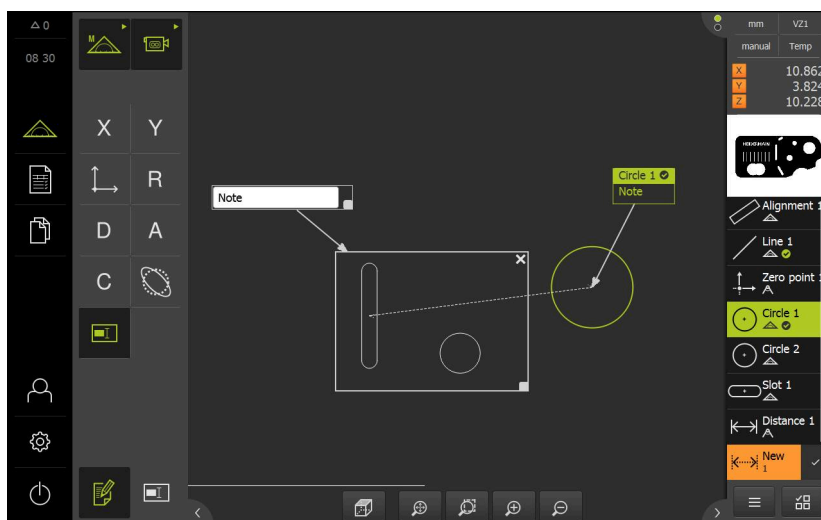 △ 0
08 30
M
X
Y
R
D
A
C
Note
Circle 1
Note
mm
VZ1
manual
Temp
X 10.862
Y 3.824
Z 10.228
HEIDENHAIN
Alignment 1
Line 1
Zero point 1
Circle 1
Circle 2
Slot 1
Distance 1
New
1